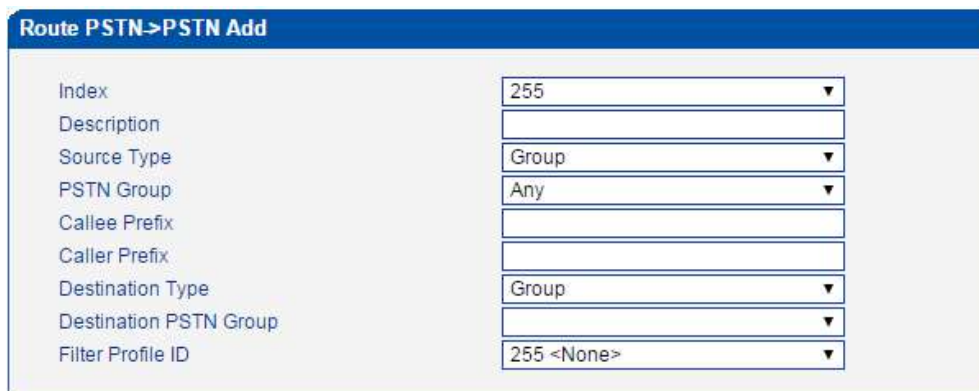 Route PSTN->PSTN Add
Index 255
Description
Source Type Group
PSTN Group Any
Callee Prefix
Caller Prefix
Destination Type Group
Destination PSTN Group
Filter Profile ID 255 <None>